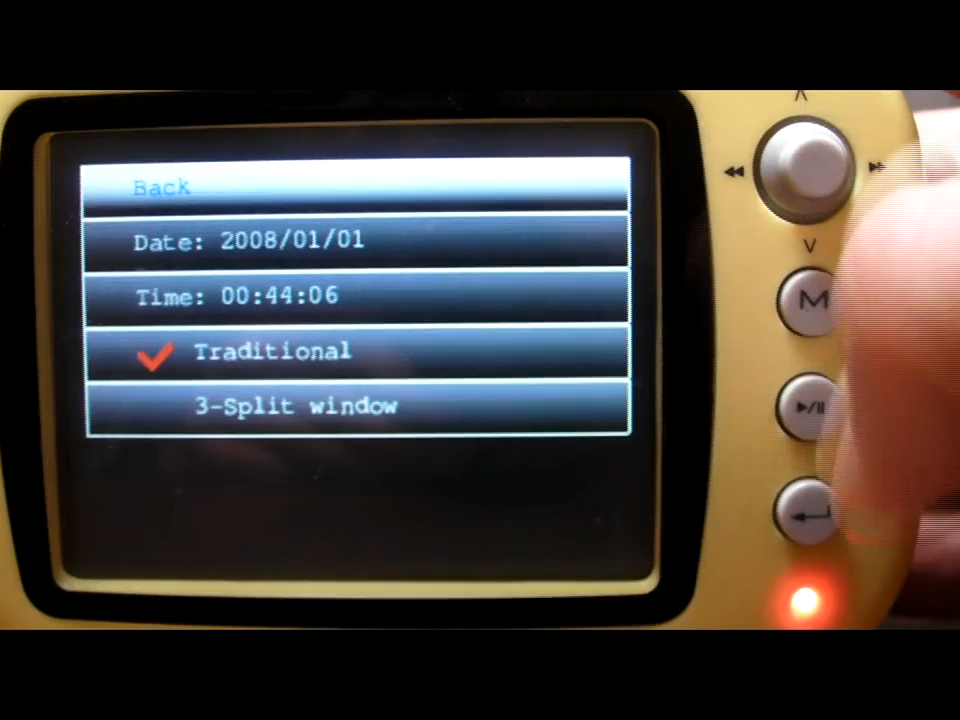 Back
Date: 2008/01/01
Time: 00:44:06
Traditional
3-Split window
M